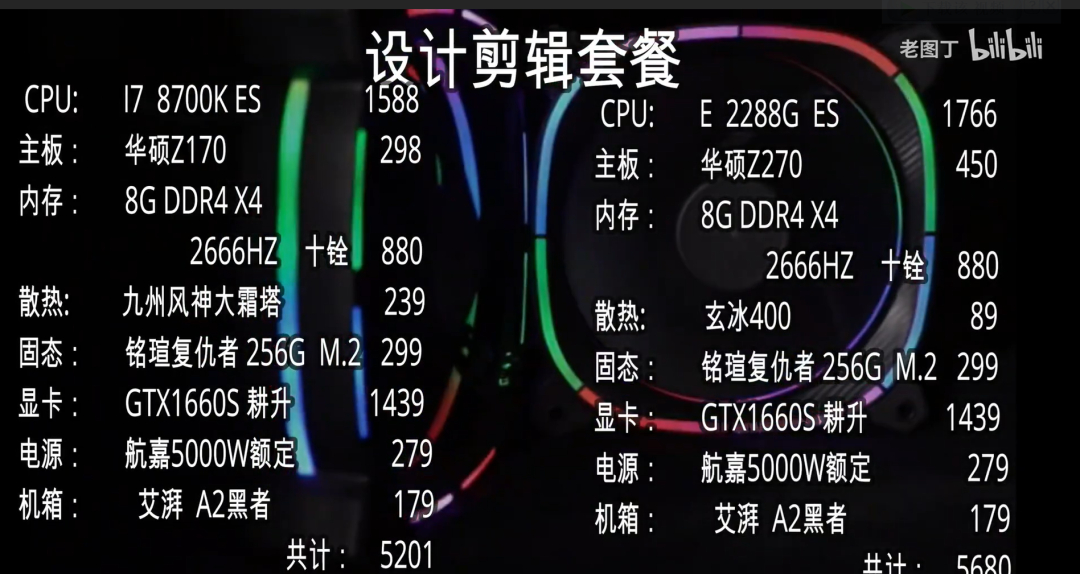 设计剪辑套餐
老图丁 bilibili
CPU: I7 8700K ES 1588
主板： 华硕Z170 298
内存： 8G DDR4 X4
2666HZ 十铨 880
散热: 九州风神大霜塔 239
固态： 铭瑄复仇者 256G M.2 299
显卡： GTX1660S 耕升 1439
电源： 航嘉5000W额定 279
机箱： 艾湃 A2黑者 179
共计： 5201
CPU: E 2288G ES 1766
主板： 华硕Z270 450
内存： 8G DDR4 X4
2666HZ 十铨 880
散热: 玄冰400 89
固态： 铭瑄复仇者 256G M.2 299
显卡： GTX1660S 耕升 1439
电源： 航嘉5000W额定 279
机箱： 艾湃 A2黑者 179
共计： 5680